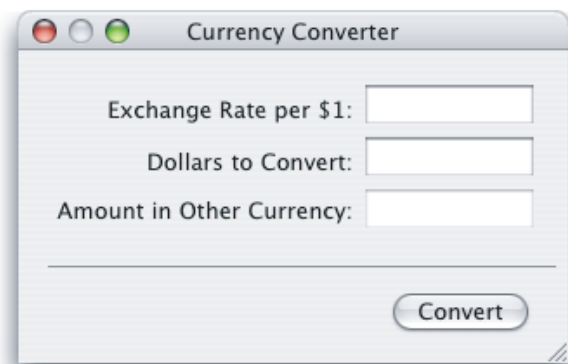 Currency Converter
Exchange Rate per $1:
Dollars to Convert:
Amount in Other Currency:
Convert